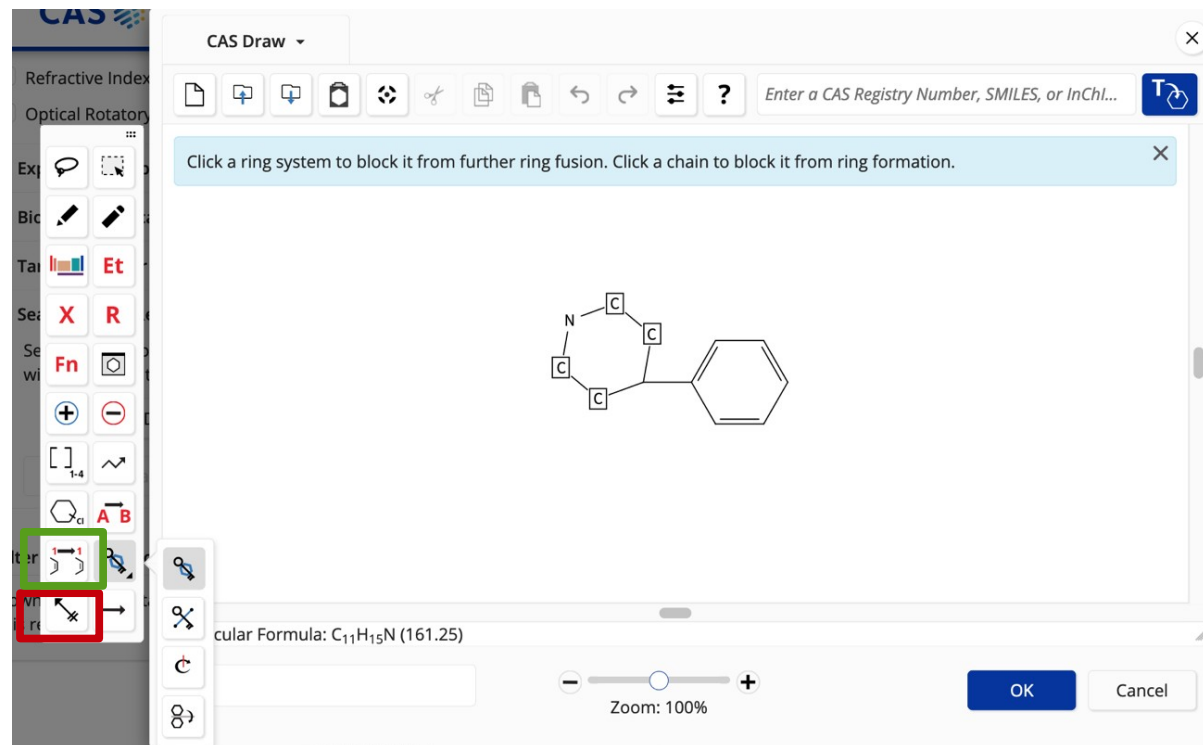 CAS
CAS Draw
Refractive Index
Optical Rotatory
Enter a CAS Registry Number, SMILES, or InChI...
T
?
Click a ring system to block it from further ring fusion. Click a chain to block it from ring formation.
Et
X R
Fn
[ ] 1-4
Cl
A B
1 1
N
C
C
C
C
C
cular Formula: C₁₁H₁₅N (161.25)
Zoom: 100%
OK
Cancel